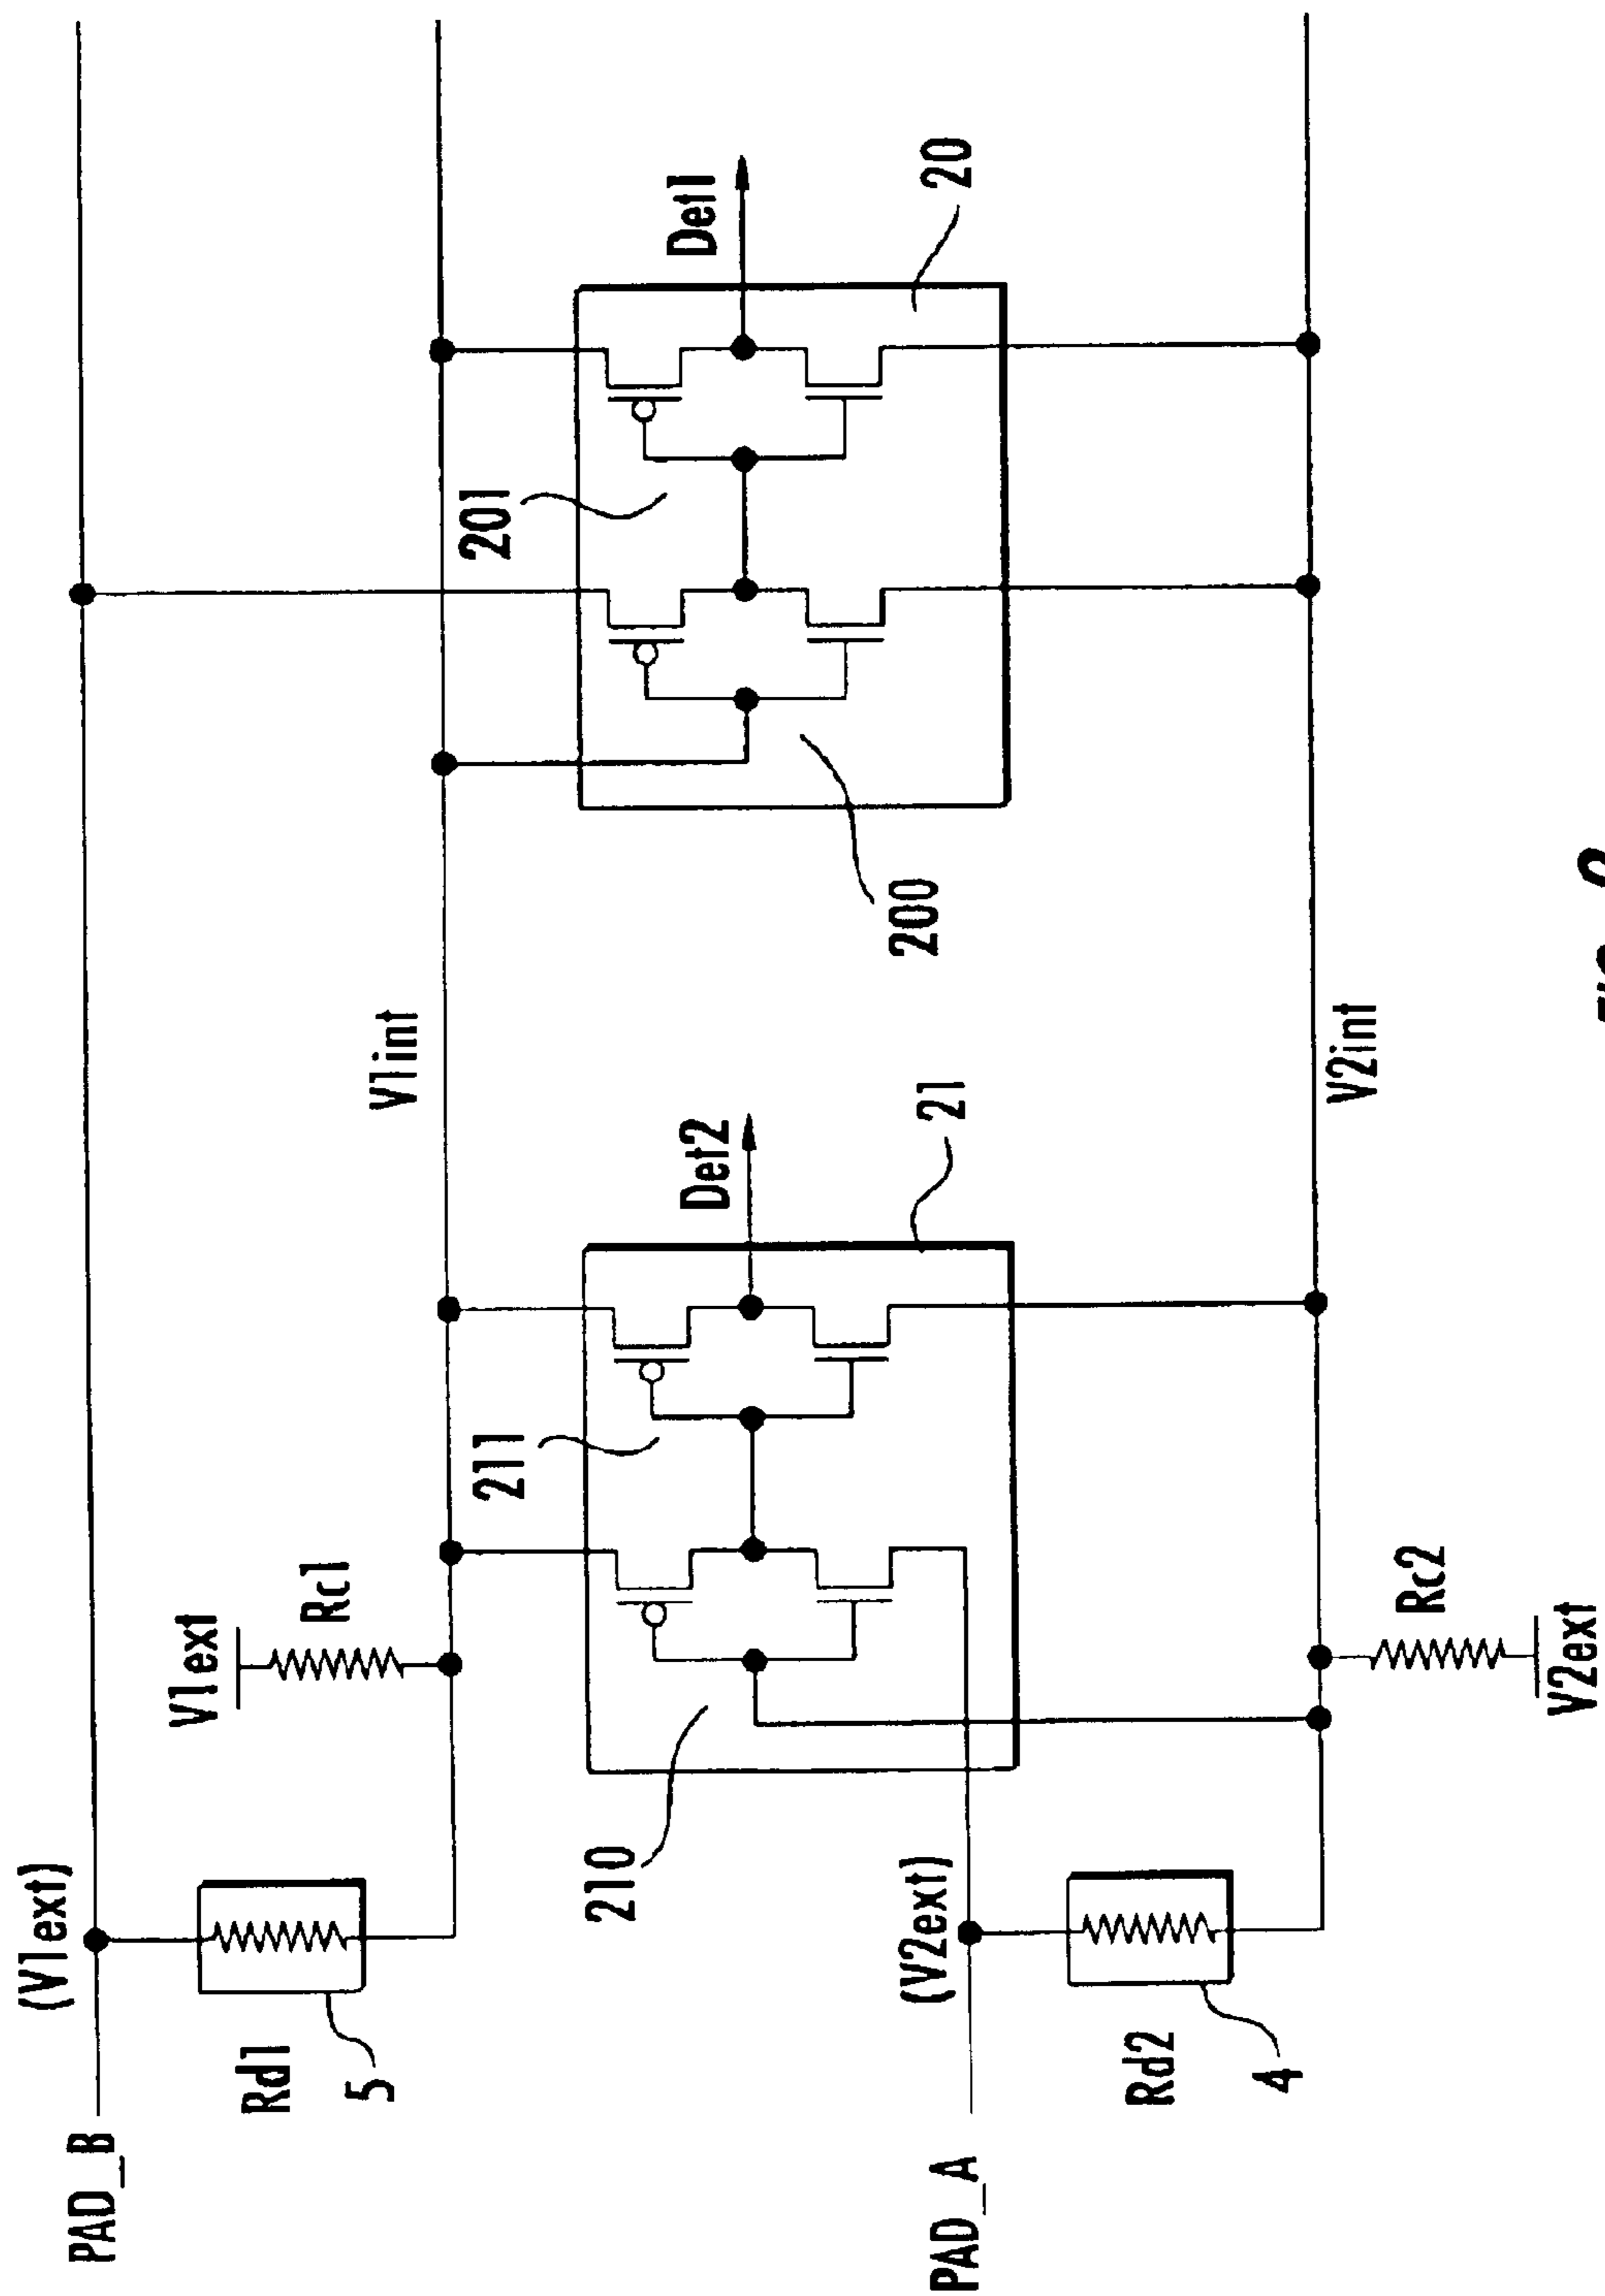 PAD_B
(V1ext)
Rd1
5
V1ext
Rc1
V1int
211
210
Det2
21
201
200
Det1
20
PAD_A
(V2ext)
Rd2
4
Rc2
V2ext
V2int